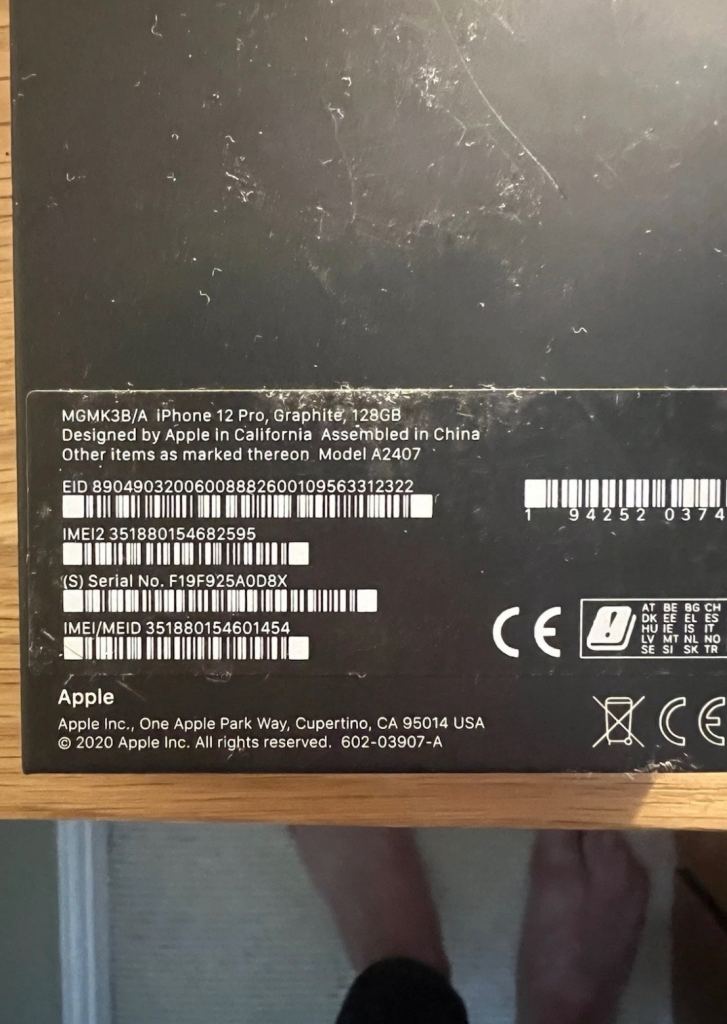 MGMK3B/A iPhone 12 Pro, Graphite, 128GB
Designed by Apple in California Assembled in China
Other items as marked thereon Model A2407
EID 89049032006008882600109563312322
1 94252 0374
IMEI2 351880154682595
(S) Serial No. F19F925A0D8X
IMEI/MEID 351880154601454
CE
AT BE BG CH
DK EE EL ES
HU IE IS IT
LV MT NL NO
SE SI SK TR
Apple
Apple Inc., One Apple Park Way, Cupertino, CA 95014 USA
© 2020 Apple Inc. All rights reserved. 602-03907-A
CE